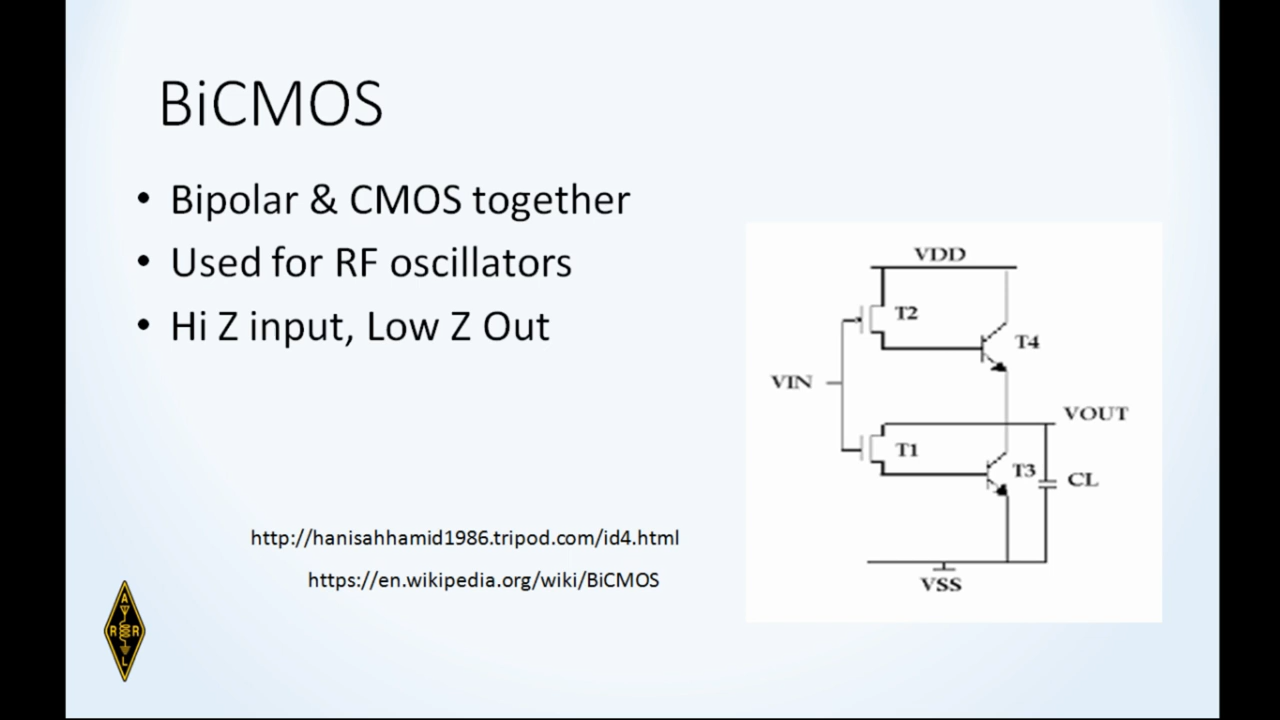 BiCMOS
• Bipolar & CMOS together
• Used for RF oscillators
• Hi Z input, Low Z Out
VDD
T2
T4
VIN
VOUT
T1
T3
CL
VSS
http://hanisahhamid1986.tripod.com/id4.html
https://en.wikipedia.org/wiki/BiCMOS
A
R R
L